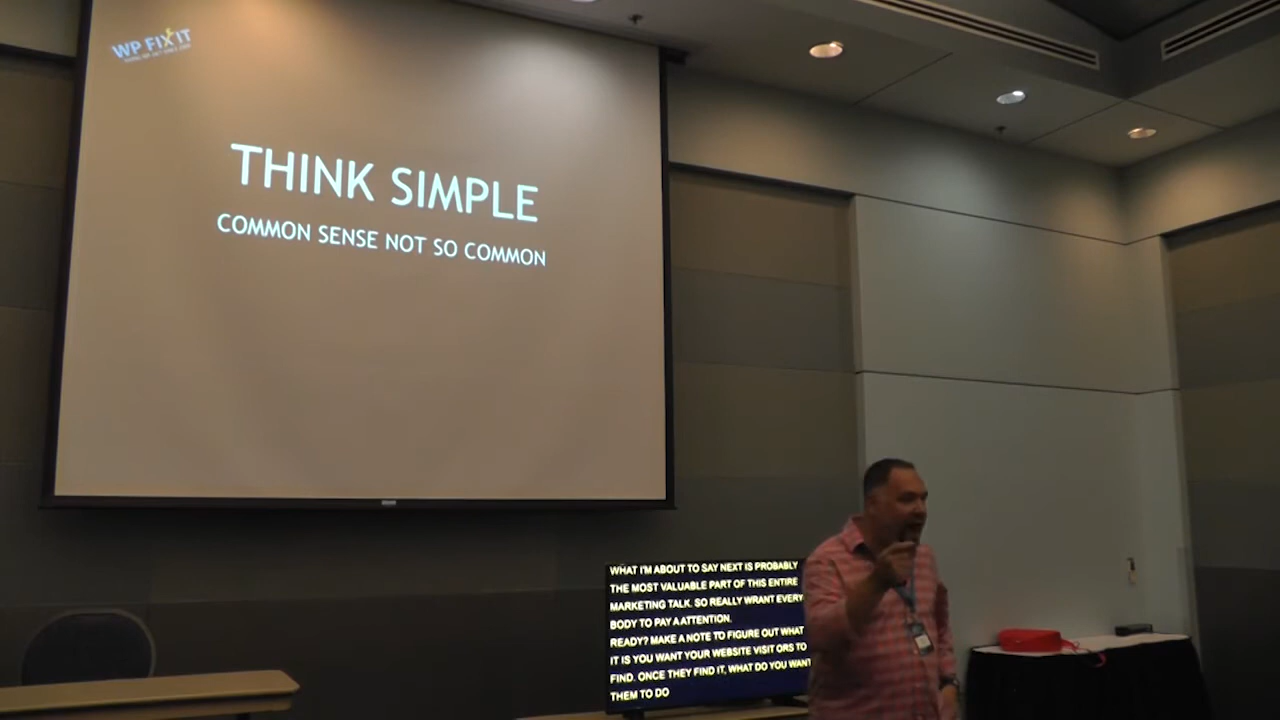 WP FIX IT
THINK SIMPLE
COMMON SENSE NOT SO COMMON
WHAT I'M ABOUT TO SAY NEXT IS PROBABLY
THE MOST VALUABLE PART OF THIS ENTIRE
MARKETING TALK. SO REALLY WRANT EVERY-
BODY TO PAY A ATTENTION.
READY? MAKE A NOTE TO FIGURE OUT WHAT
IT IS YOU WANT YOUR WEBSITE VISIT ORS TO
FIND. ONCE THEY FIND IT, WHAT DO YOU WANT
THEM TO DO